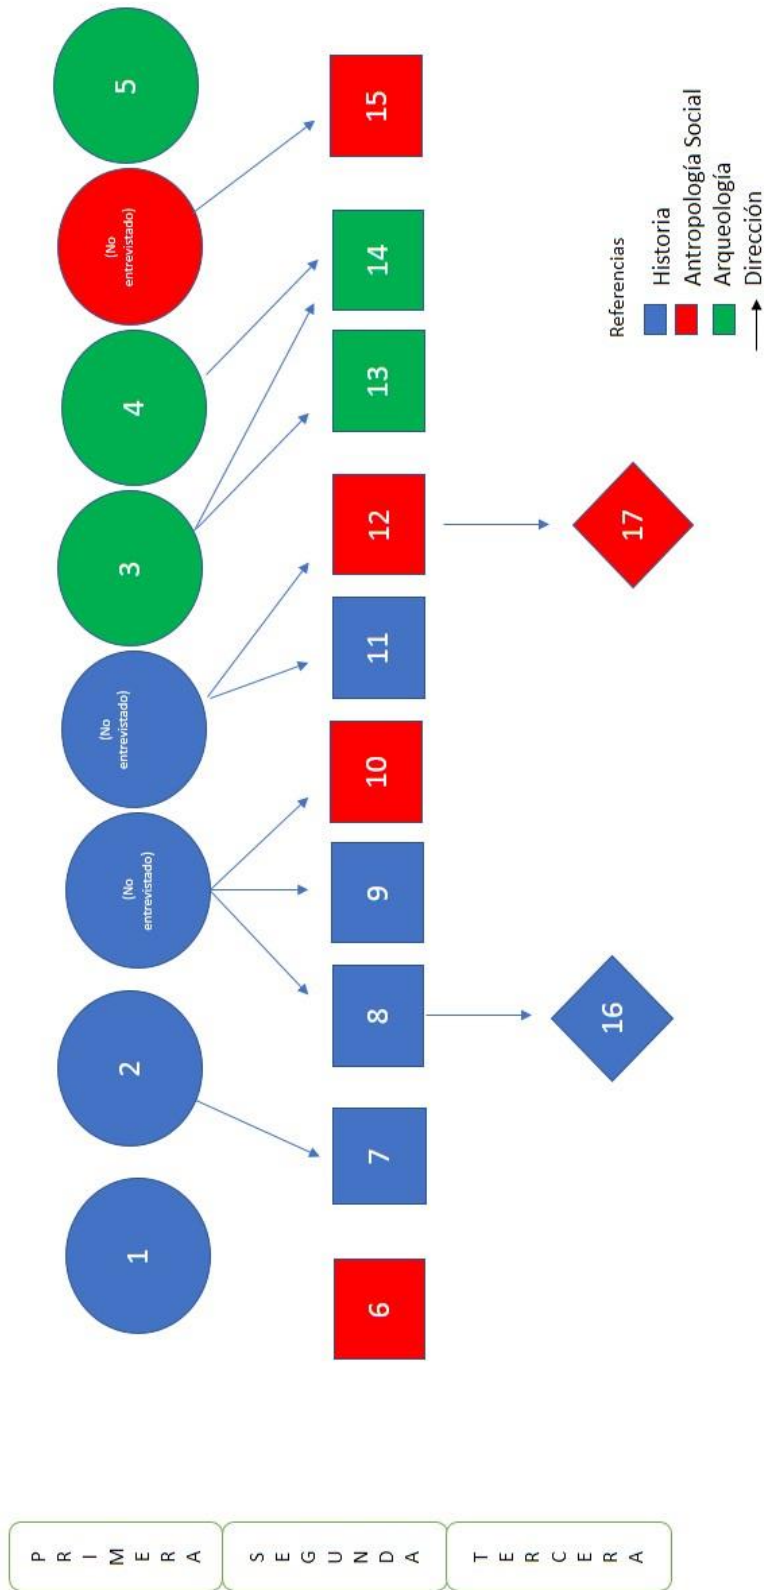 PRIMERA
1
2
(No
entrevistado)
(No
entrevistado)
3
4
(No
entrevistado)
5
SEGUNDA
6
7
8
9
10
11
12
13
14
15
TERCERA
16
17
Referencias
Historia
Antropología Social
Arqueología
Dirección